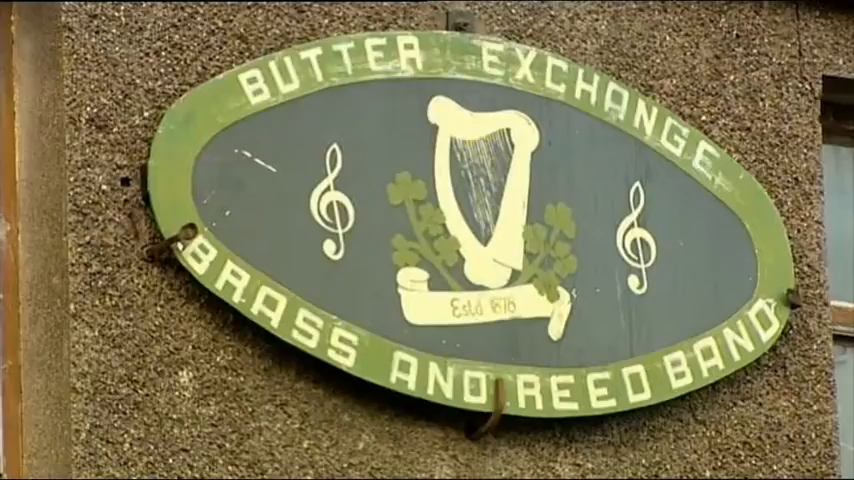 BUTTER EXCHANGE
Estd 1878
BRASS AND REED BAND